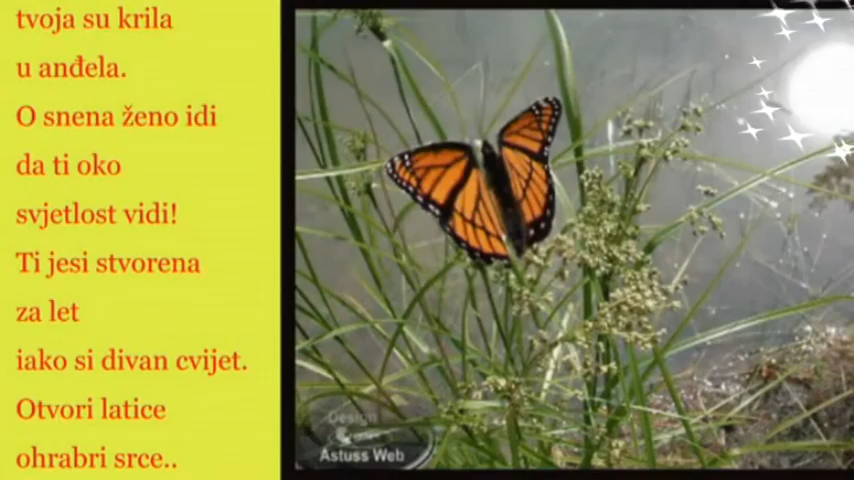 tvoja su krila
u anđela.
O snena ženo idi
da ti oko
svjetlost vidi!
Ti jesi stvorena
za let
iako si divan cvijet.
Otvori latice
ohrabri srce..
Design
Astuss Web